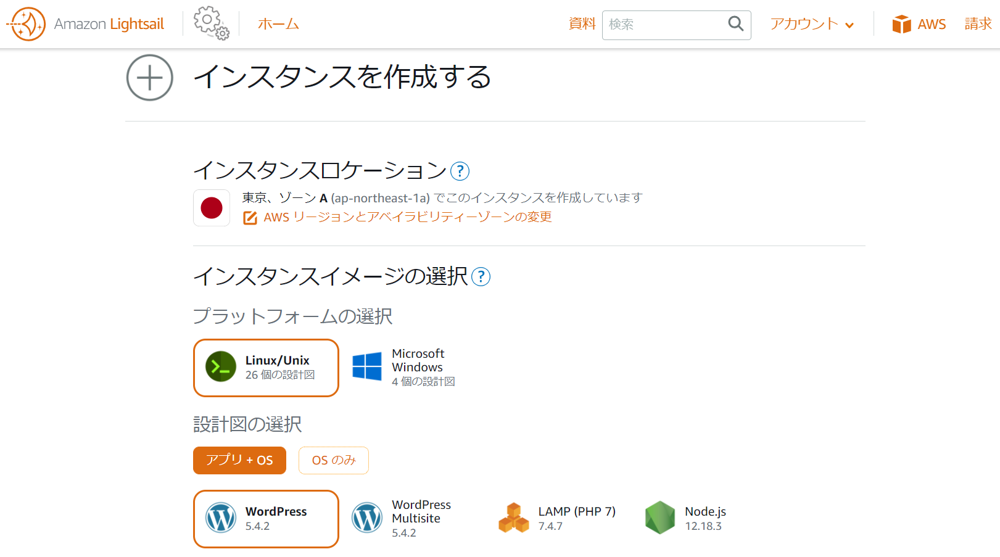 Amazon Lightsail
ホーム
資料
検索
アカウント
AWS
請求
インスタンスを作成する
インスタンスロケーション ?
東京、ゾーン A (ap-northeast-1a) でこのインスタンスを作成しています
AWS リージョンとアベイラビリティーゾーンの変更
インスタンスイメージの選択 ?
プラットフォームの選択
Linux/Unix
26 個の設計図
Microsoft
Windows
4 個の設計図
設計図の選択
アプリ + OS
OS のみ
WordPress
5.4.2
WordPress
Multisite
5.4.2
LAMP (PHP 7)
7.4.7
Node.js
12.18.3